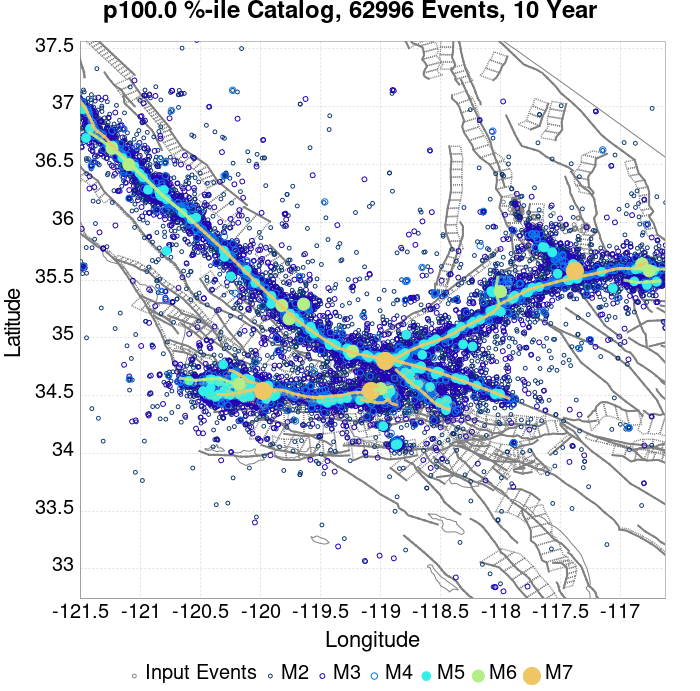 p100.0 %-ile Catalog, 62996 Events, 10 Year
37.5
37
36.5
36
35.5
35
34.5
34
33.5
33
Latitude
-121.5 -121 -120.5 -120 -119.5 -119 -118.5 -118 -117.5 -117
Longitude
Input Events M2 M3 M4 M5 M6 M7